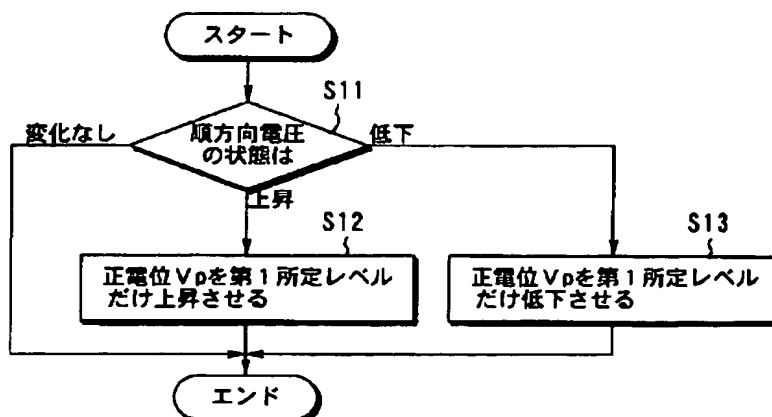 スタート
S11
変化なし
順方向電圧
の状態は
低下
上昇
S12
正電位Vpを第1所定レベル
だけ上昇させる
S13
正電位Vpを第1所定レベル
だけ低下させる
エンド